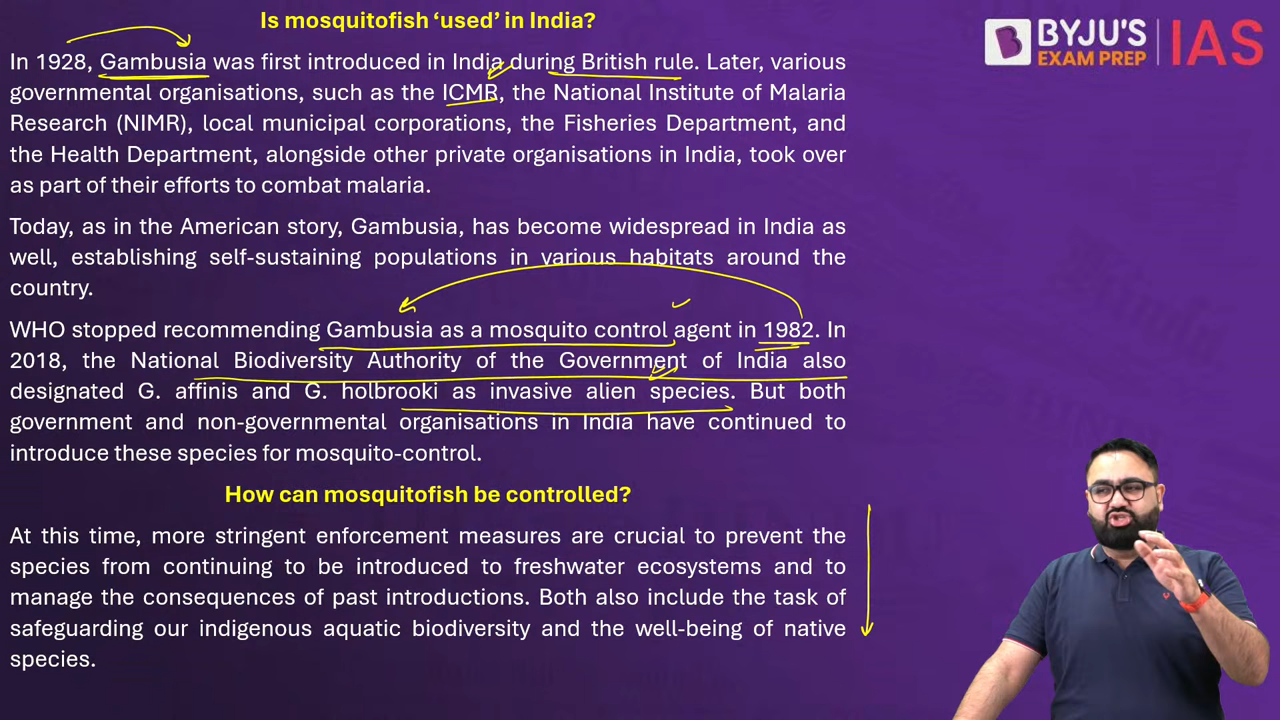 Is mosquitofish ‘used’ in India?
In 1928, Gambusia was first introduced in India during British rule. Later, various
governmental organisations, such as the ICMR, the National Institute of Malaria
Research (NIMR), local municipal corporations, the Fisheries Department, and
the Health Department, alongside other private organisations in India, took over
as part of their efforts to combat malaria.
Today, as in the American story, Gambusia, has become widespread in India as
well, establishing self-sustaining populations in various habitats around the
country.
WHO stopped recommending Gambusia as a mosquito control agent in 1982. In
2018, the National Biodiversity Authority of the Government of India also
designated G. affinis and G. holbrooki as invasive alien species. But both
government and non-governmental organisations in India have continued to
introduce these species for mosquito-control.
How can mosquitofish be controlled?
At this time, more stringent enforcement measures are crucial to prevent the
species from continuing to be introduced to freshwater ecosystems and to
manage the consequences of past introductions. Both also include the task of
safeguarding our indigenous aquatic biodiversity and the well-being of native
species.
BYJU'S
EXAM PREP
IAS